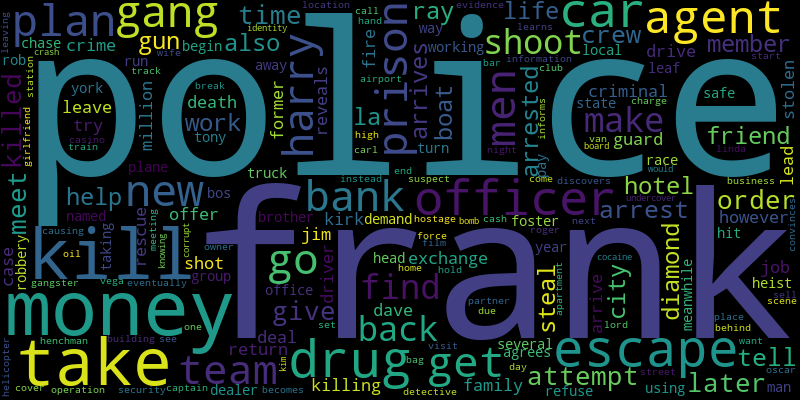 plan gang time ray life car agent
location call hand evidence
leaving identity chase crime gun begin also harry prison fire way working shoot crew learns drive member
crash rob station wife run away reveals arrives bar information local leaf start
police
york track break airport men club criminal state charge safe
killed girlfriend leave death million former boat arrested informs stolen
try work tony la high turn night make friend
casino train carl van board guard linda
plane truck end suspect bay race would lead
meet help new bos instead bank officer come discovers hotel business order
named offer brother kirk demand hostage bomb cash foster arrest undercover however convinces
causing taking rescue meeting jim force film next roger year hit
robbery kill frank
case oil knowing corrupt owner shot go head exchange home hold find cocaine job
gangster vega eventually group driver office dave partner due steal apartment arrive city diamond meanwhile heist sell scene
money henchman one give set back lord place behind
helicopter building see deal several visit agrees escape want tell
take team return kim drug bag get day street oscar
cover operation security captain dealer becomes killing detective family attempt refuse using later man